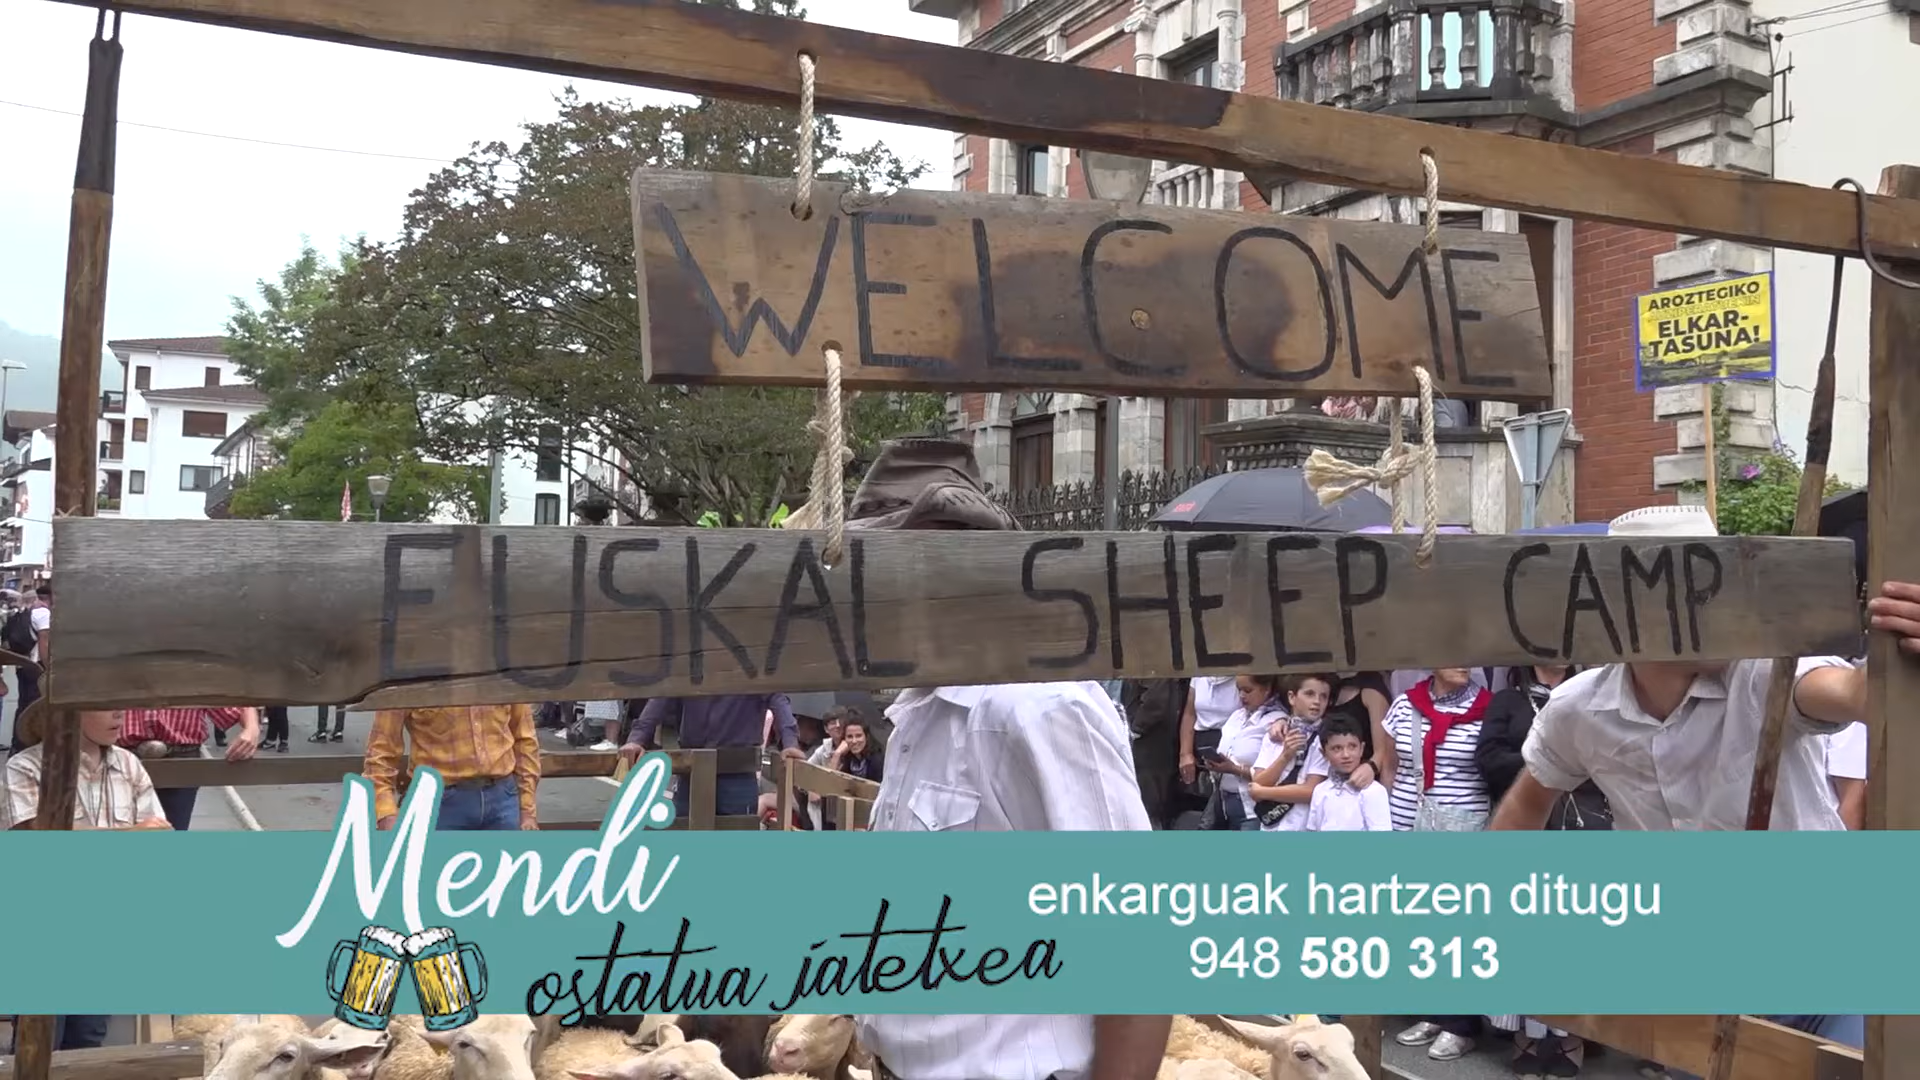 WELCOME
AROZTEGIKO
ELKAR-
TASUNA!
EUSKAL SHEEP CAMP
Mendi
ostatua jatetxea
enkarguak hartzen ditugu
948 580 313